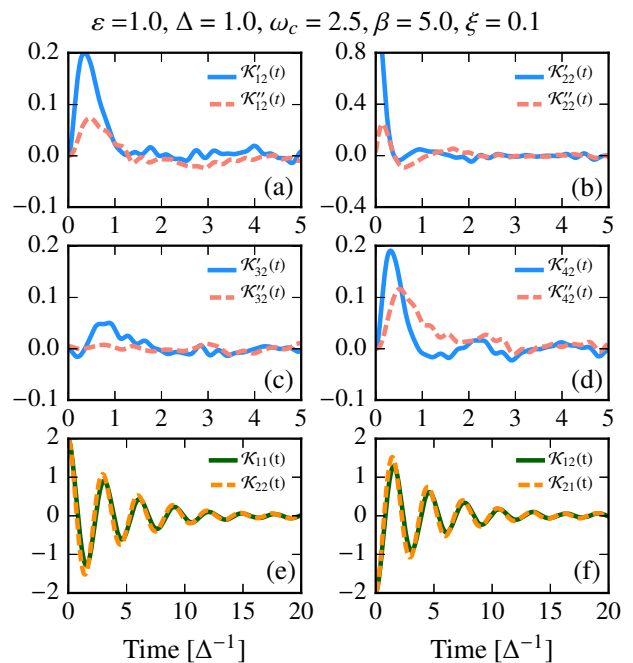 ε =1.0, Δ = 1.0, ω_c = 2.5, β = 5.0, ξ = 0.1
0.2
0.1
0.0
−0.1
𝒦′₁₂(t)
𝒦″₁₂(t)
(a)
0 1 2 3 4 5
0.8
0.4
0.0
−0.4
𝒦′₂₂(t)
𝒦″₂₂(t)
(b)
0 1 2 3 4 5
0.2
0.1
0.0
−0.1
𝒦′₃₂(t)
𝒦″₃₂(t)
(c)
0 1 2 3 4 5
0.2
0.1
0.0
−0.1
𝒦′₄₂(t)
𝒦″₄₂(t)
(d)
0 1 2 3 4 5
2
1
0
−1
−2
𝒦₁₁(t)
𝒦₂₂(t)
(e)
0 5 10 15 20
Time [Δ⁻¹]
2
1
0
−1
−2
𝒦₁₂(t)
𝒦₂₁(t)
(f)
0 5 10 15 20
Time [Δ⁻¹]